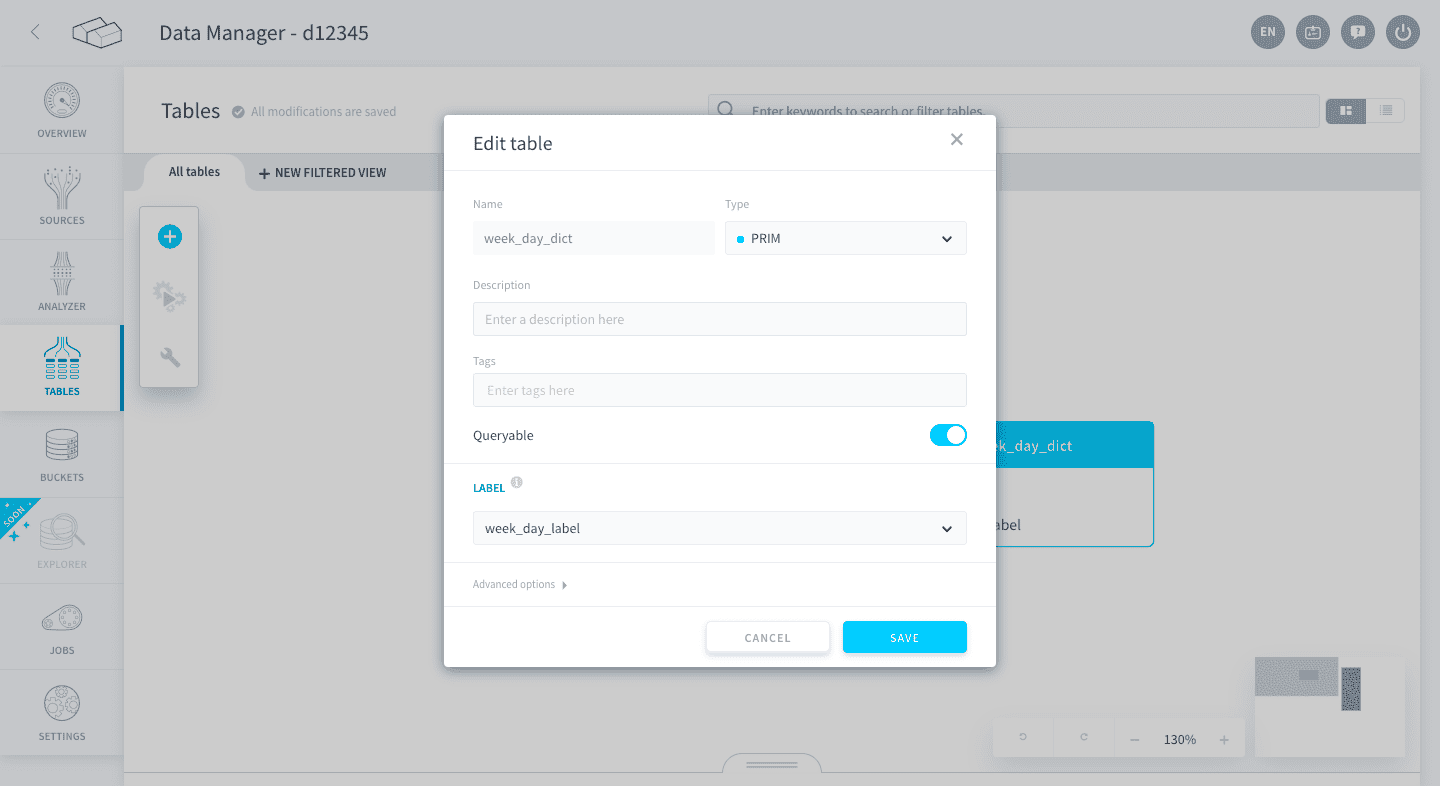 Data Manager - d12345
EN
Tables
All modifications are saved
Enter keywords to search or filter tables
All tables
NEW FILTERED VIEW
OVERVIEW
SOURCES
ANALYZER
TABLES
BUCKETS
SOON
EXPLORER
JOBS
SETTINGS
Edit table
Name
Type
week_day_dict
PRIM
Description
Enter a description here
Tags
Enter tags here
Queryable
LABEL
week_day_label
Advanced options
CANCEL
SAVE
ek_day_dict
abel
130%